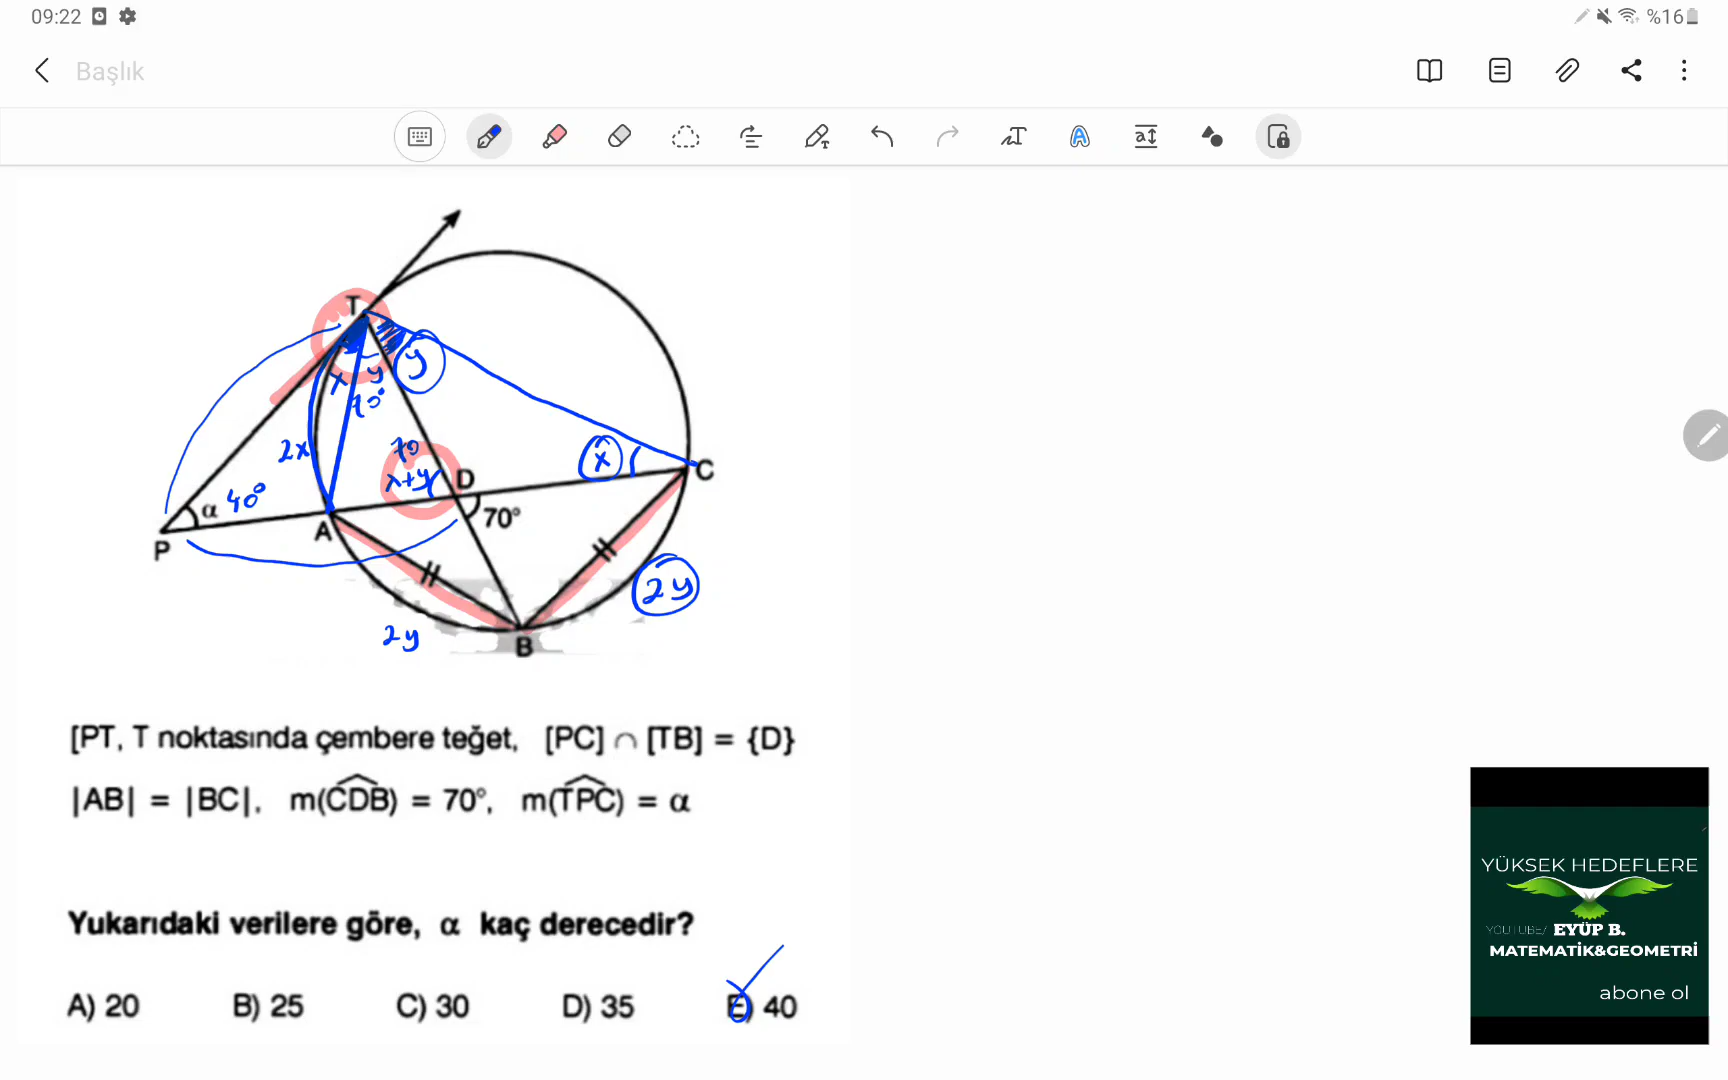 09:22
%16
Başlık
T
y
x y
70°
2x
70
x+y
D
x
C
α 40°
A
70°
P
2y
2y
B
[PT, T noktasında çembere teğet, [PC] ∩ [TB] = {D}
|AB| = |BC|, m(CDB) = 70°, m(TPC) = α
Yukarıdaki verilere göre, α kaç derecedir?
A) 20 B) 25 C) 30 D) 35 E) 40
YÜKSEK HEDEFLERE
YOUTUBE/ EYÜP B.
MATEMATİK&GEOMETRİ
abone ol